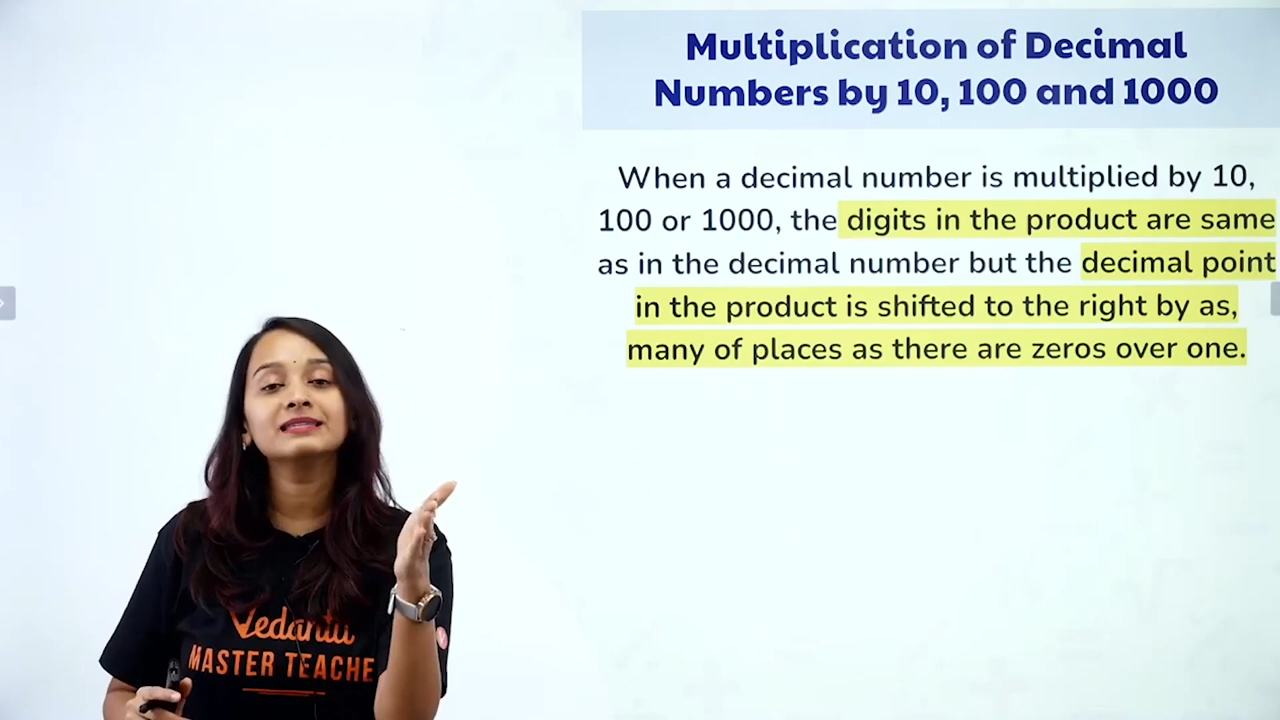 Multiplication of Decimal
Numbers by 10, 100 and 1000
When a decimal number is multiplied by 10,
100 or 1000, the digits in the product are same
as in the decimal number but the decimal point
in the product is shifted to the right by as,
many of places as there are zeros over one.
Vedantu
MASTER TEACHE